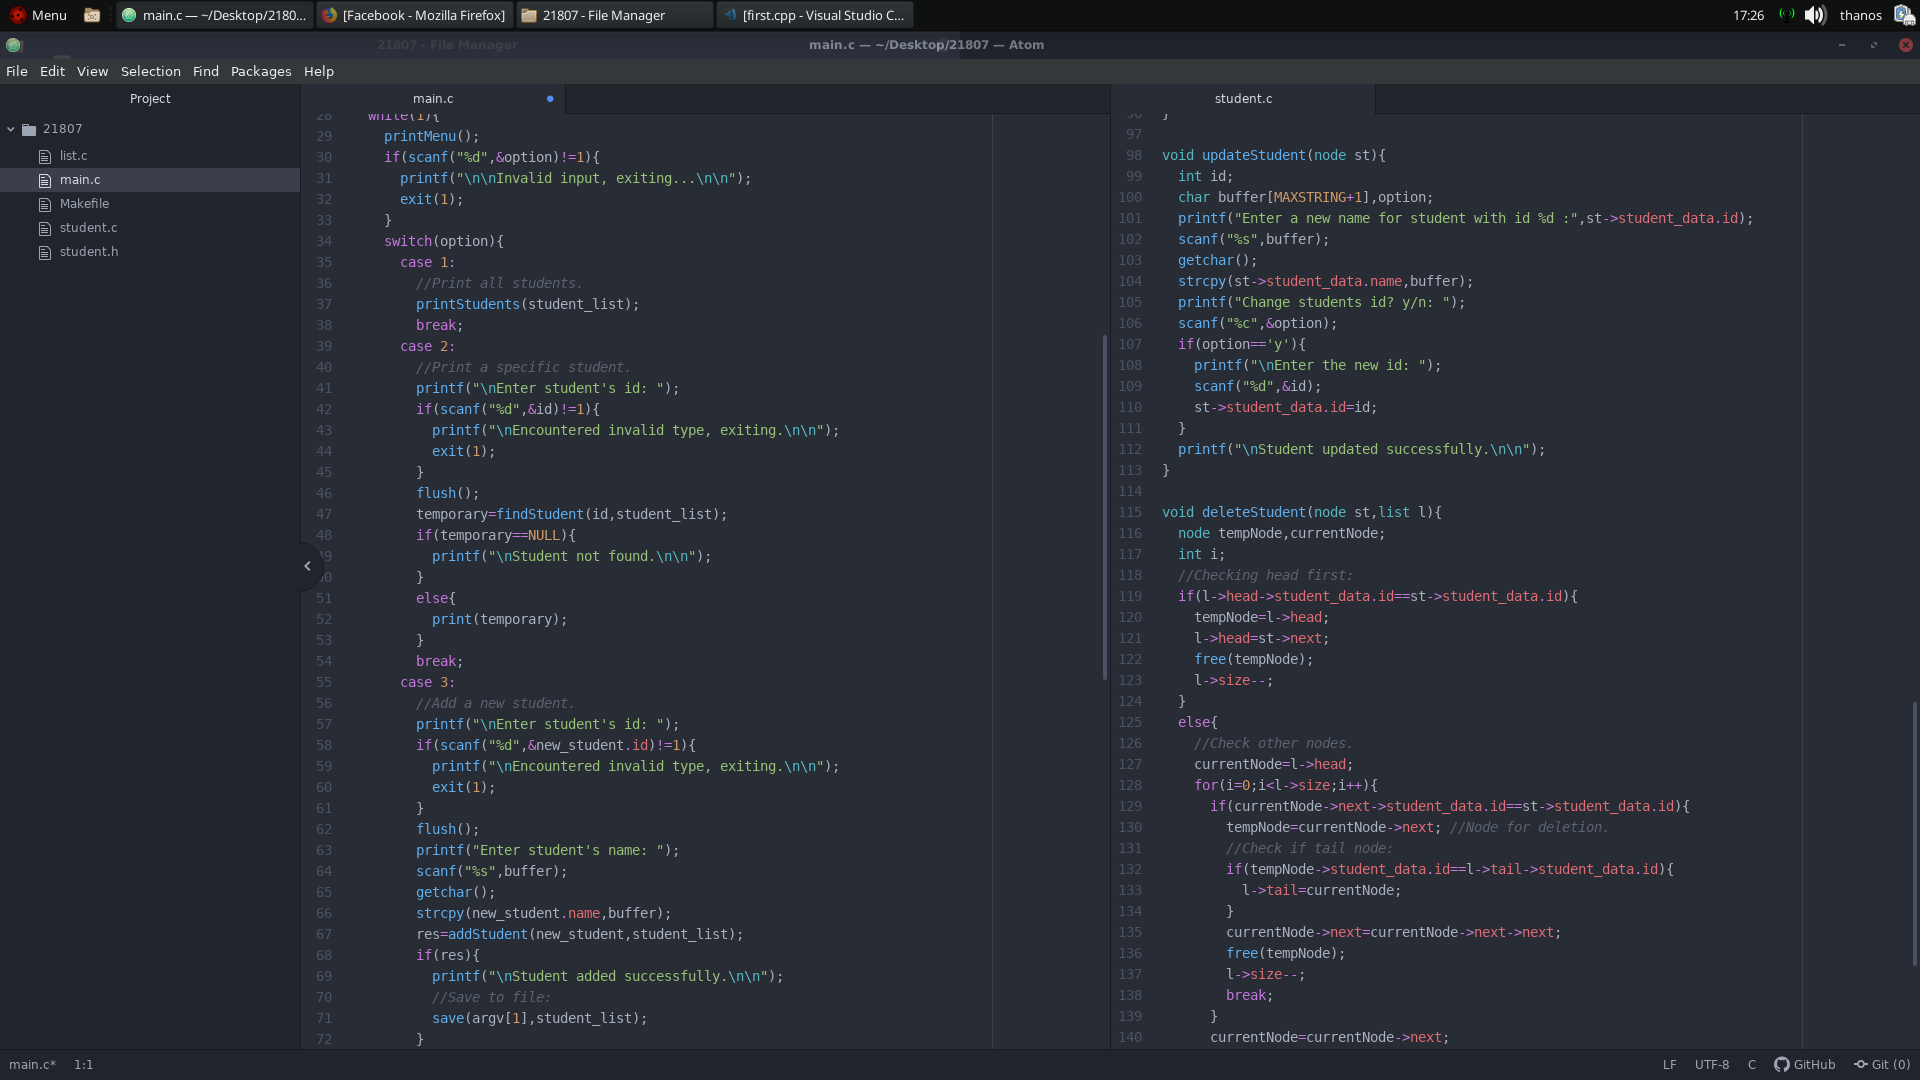 Menu
main.c — ~/Desktop/2180...
[Facebook - Mozilla Firefox]
21807 - File Manager
[first.cpp - Visual Studio C...
17:26
thanos
21807 - File Manager
main.c — ~/Desktop/21807 — Atom
File Edit View Selection Find Packages Help
Project
21807
list.c
main.c
Makefile
student.c
student.h
main.c
28 while(1){
29 printMenu();
30 if(scanf("%d",&option)!=1){
31 printf("\n\nInvalid input, exiting...\n\n");
32 exit(1);
33 }
34 switch(option){
35 case 1:
36 //Print all students.
37 printStudents(student_list);
38 break;
39 case 2:
40 //Print a specific student.
41 printf("\nEnter student's id: ");
42 if(scanf("%d",&id)!=1){
43 printf("\nEncountered invalid type, exiting.\n\n");
44 exit(1);
45 }
46 flush();
47 temporary=findStudent(id,student_list);
48 if(temporary==NULL){
49 printf("\nStudent not found.\n\n");
50 }
51 else{
52 print(temporary);
53 }
54 break;
55 case 3:
56 //Add a new student.
57 printf("\nEnter student's id: ");
58 if(scanf("%d",&new_student.id)!=1){
59 printf("\nEncountered invalid type, exiting.\n\n");
60 exit(1);
61 }
62 flush();
63 printf("Enter student's name: ");
64 scanf("%s",buffer);
65 getchar();
66 strcpy(new_student.name,buffer);
67 res=addStudent(new_student,student_list);
68 if(res){
69 printf("\nStudent added successfully.\n\n");
70 //Save to file:
71 save(argv[1],student_list);
72 }
student.c
96 }
97
98 void updateStudent(node st){
99 int id;
100 char buffer[MAXSTRING+1],option;
101 printf("Enter a new name for student with id %d :",st->student_data.id);
102 scanf("%s",buffer);
103 getchar();
104 strcpy(st->student_data.name,buffer);
105 printf("Change students id? y/n: ");
106 scanf("%c",&option);
107 if(option=='y'){
108 printf("\nEnter the new id: ");
109 scanf("%d",&id);
110 st->student_data.id=id;
111 }
112 printf("\nStudent updated successfully.\n\n");
113 }
114
115 void deleteStudent(node st,list l){
116 node tempNode,currentNode;
117 int i;
118 //Checking head first:
119 if(l->head->student_data.id==st->student_data.id){
120 tempNode=l->head;
121 l->head=st->next;
122 free(tempNode);
123 l->size--;
124 }
125 else{
126 //Check other nodes.
127 currentNode=l->head;
128 for(i=0;i<l->size;i++){
129 if(currentNode->next->student_data.id==st->student_data.id){
130 tempNode=currentNode->next; //Node for deletion.
131 //Check if tail node:
132 if(tempNode->student_data.id==l->tail->student_data.id){
133 l->tail=currentNode;
134 }
135 currentNode->next=currentNode->next->next;
136 free(tempNode);
137 l->size--;
138 break;
139 }
140 currentNode=currentNode->next;
main.c* 1:1
LF UTF-8 C GitHub Git (0)